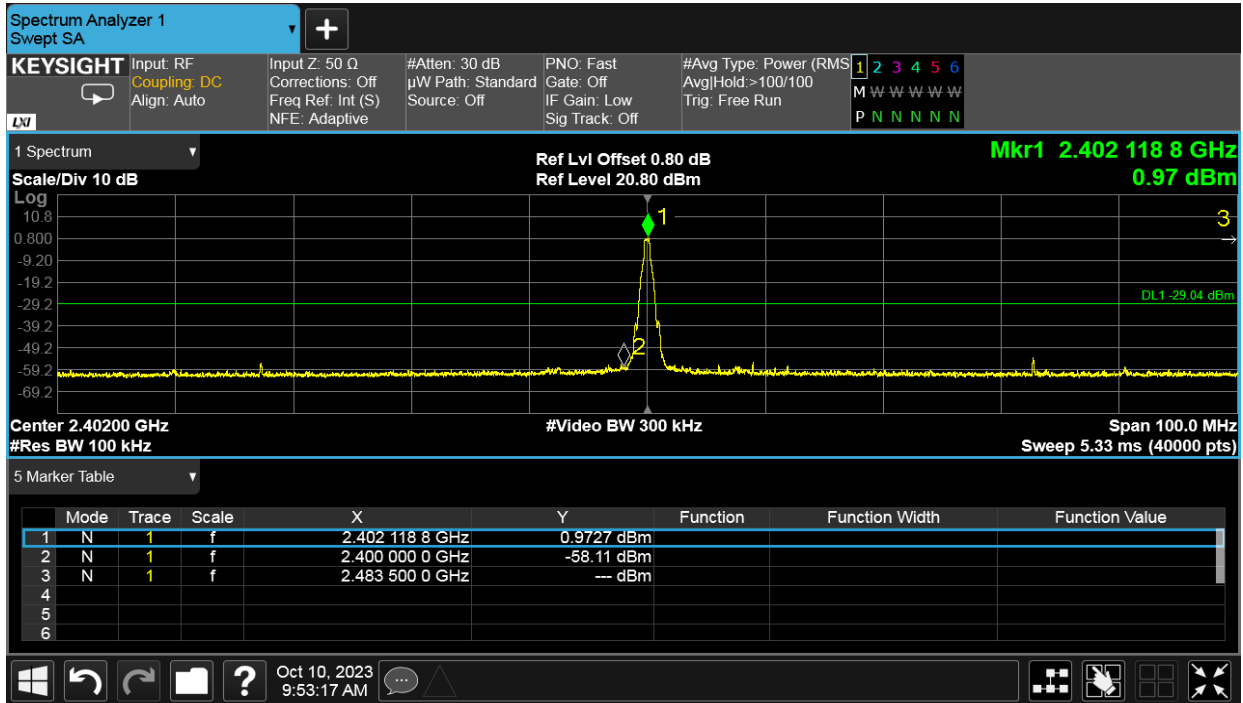 Spectrum Analyzer 1
Swept SA
+
KEYSIGHT
LXI
Input: RF
Coupling: DC
Align: Auto
Input Z: 50 Ω
Corrections: Off
Freq Ref: Int (S)
NFE: Adaptive
#Atten: 30 dB
µW Path: Standard
Source: Off
PNO: Fast
Gate: Off
IF Gain: Low
Sig Track: Off
#Avg Type: Power (RMS
Avg|Hold:>100/100
Trig: Free Run
1 2 3 4 5 6
M W W W W W
P N N N N N
1 Spectrum
Scale/Div 10 dB
Ref Lvl Offset 0.80 dB
Ref Level 20.80 dBm
Mkr1 2.402 118 8 GHz
0.97 dBm
Log
10.8
0.800
-9.20
-19.2
-29.2
-39.2
-49.2
-59.2
-69.2
1
2
3
DL1 -29.04 dBm
Center 2.40200 GHz
#Video BW 300 kHz
Span 100.0 MHz
#Res BW 100 kHz
Sweep 5.33 ms (40000 pts)
5 Marker Table
Mode Trace Scale X Y Function Function Width Function Value
1 N 1 f 2.402 118 8 GHz 0.9727 dBm
2 N 1 f 2.400 000 0 GHz -58.11 dBm
3 N 1 f 2.483 500 0 GHz --- dBm
4
5
6
?
Oct 10, 2023
9:53:17 AM